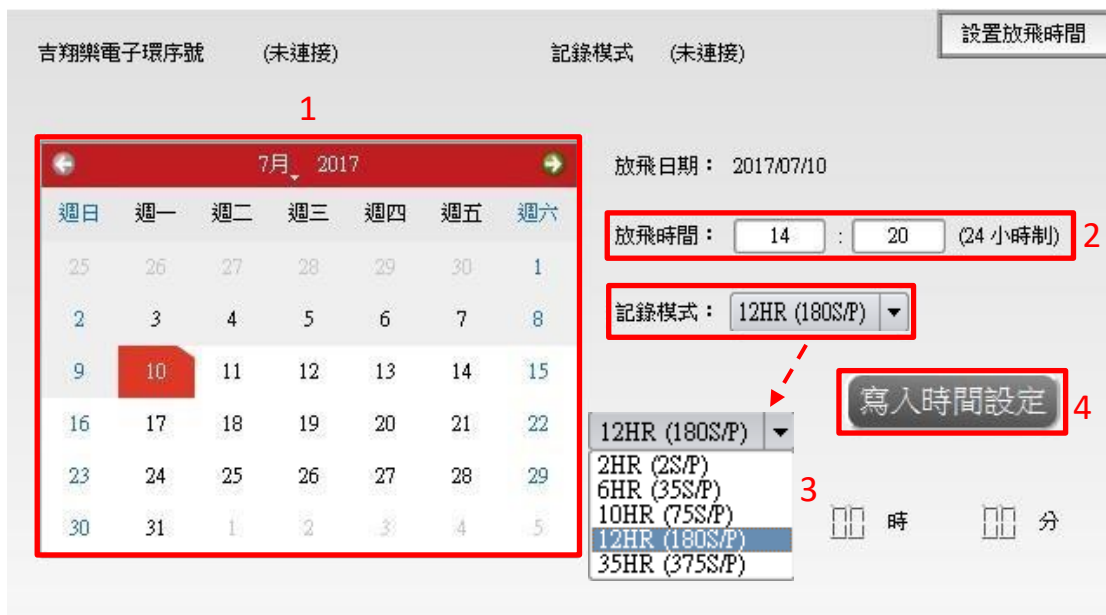 設置放飛時間
吉翔樂電子環序號 (未連接) 記錄模式 (未連接)
1
7月 2017
週日 週一 週二 週三 週四 週五 週六
25 26 27 28 29 30 1
2 3 4 5 6 7 8
9 10 11 12 13 14 15
16 17 18 19 20 21 22
23 24 25 26 27 28 29
30 31 1 2 3 4 5
放飛日期： 2017/07/10
放飛時間： 14 : 20 (24 小時制) 2
記錄模式： 12HR (180S/P)
寫入時間設定 4
12HR (180S/P)
2HR (2S/P)
6HR (35S/P)
10HR (75S/P)
12HR (180S/P)
35HR (375S/P)
3
00 時 00 分